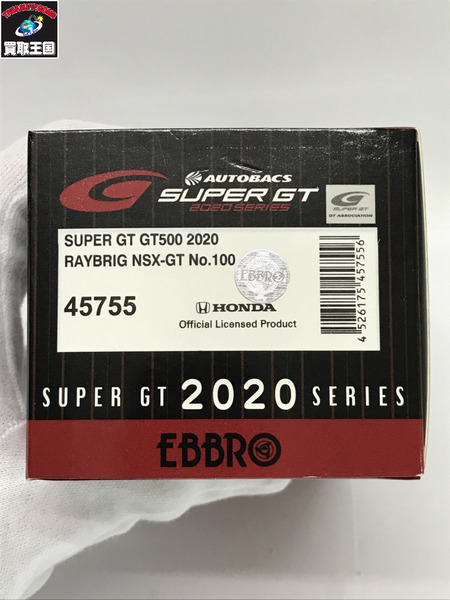 TREASURE
買取王国
AUTOBACS
SUPER GT
2020 SERIES
SUPER GT
GT ASSOCIATION
SUPER GT GT500 2020
RAYBRIG NSX-GT No.100
EBBRO
45755
HONDA
Official Licensed Product
4 526175 457556
SUPER GT 2020 SERIES
EBBRO